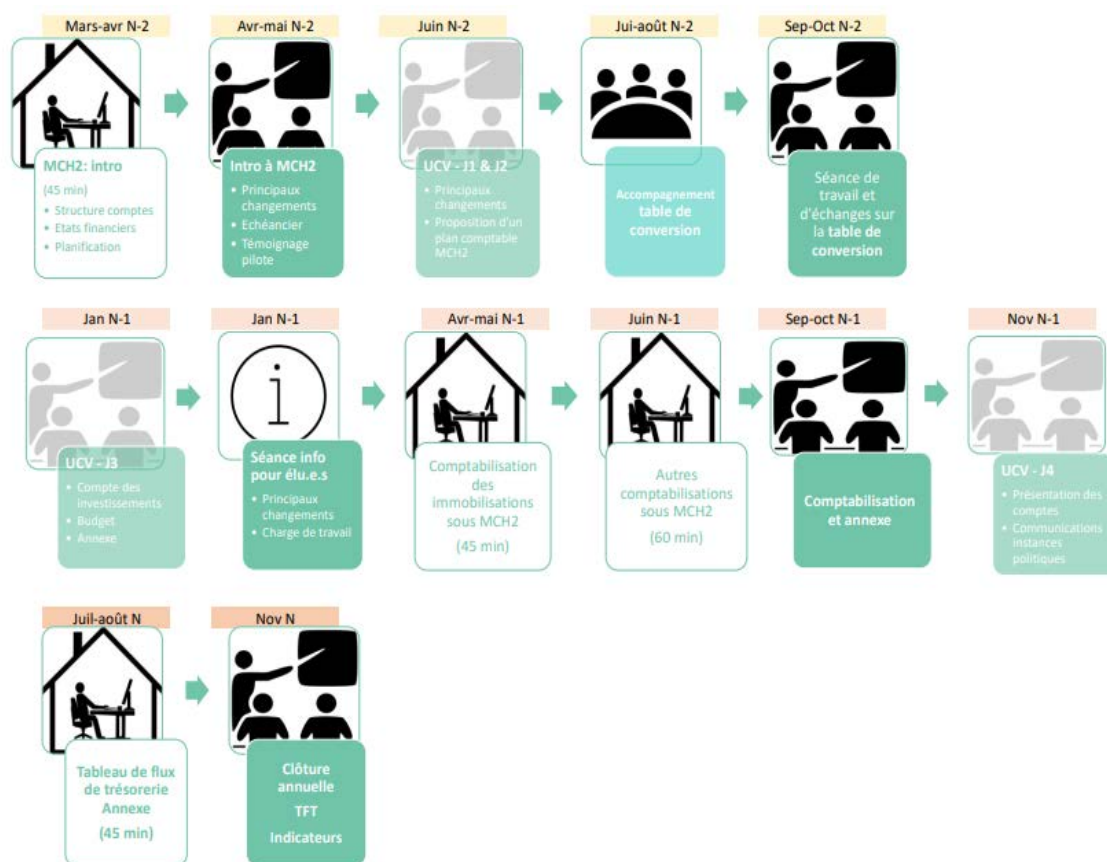 Mars-avr N-2
MCH2: intro
(45 min)
• Structure comptes
• Etats financiers
• Planification
Avr-mai N-2
Intro à MCH2
• Principaux
changements
• Echéancier
• Témoignage
pilote
Juin N-2
UCV - J1 & J2
• Principaux
changements
• Proposition d'un
plan comptable
MCH2
Jui-août N-2
Accompagnement
table de
conversion
Sep-Oct N-2
Séance de
travail et
d'échanges sur
la table de
conversion
Jan N-1
UCV - J3
• Compte des
investissements
• Budget
• Annexe
Jan N-1
i
Séance info
pour élu.e.s
• Principaux
changements
• Charge de travail
Avr-mai N-1
Comptabilisation
des
immobilisations
sous MCH2
(45 min)
Juin N-1
Autres
comptabilisations
sous MCH2
(60 min)
Sep-oct N-1
Comptabilisation
et annexe
Nov N-1
UCV - J4
• Présentation des
comptes
• Communications
instances
politiques
Juil-août N
Tableau de flux
de trésorerie
Annexe
(45 min)
Nov N
Clôture
annuelle
TFT
Indicateurs